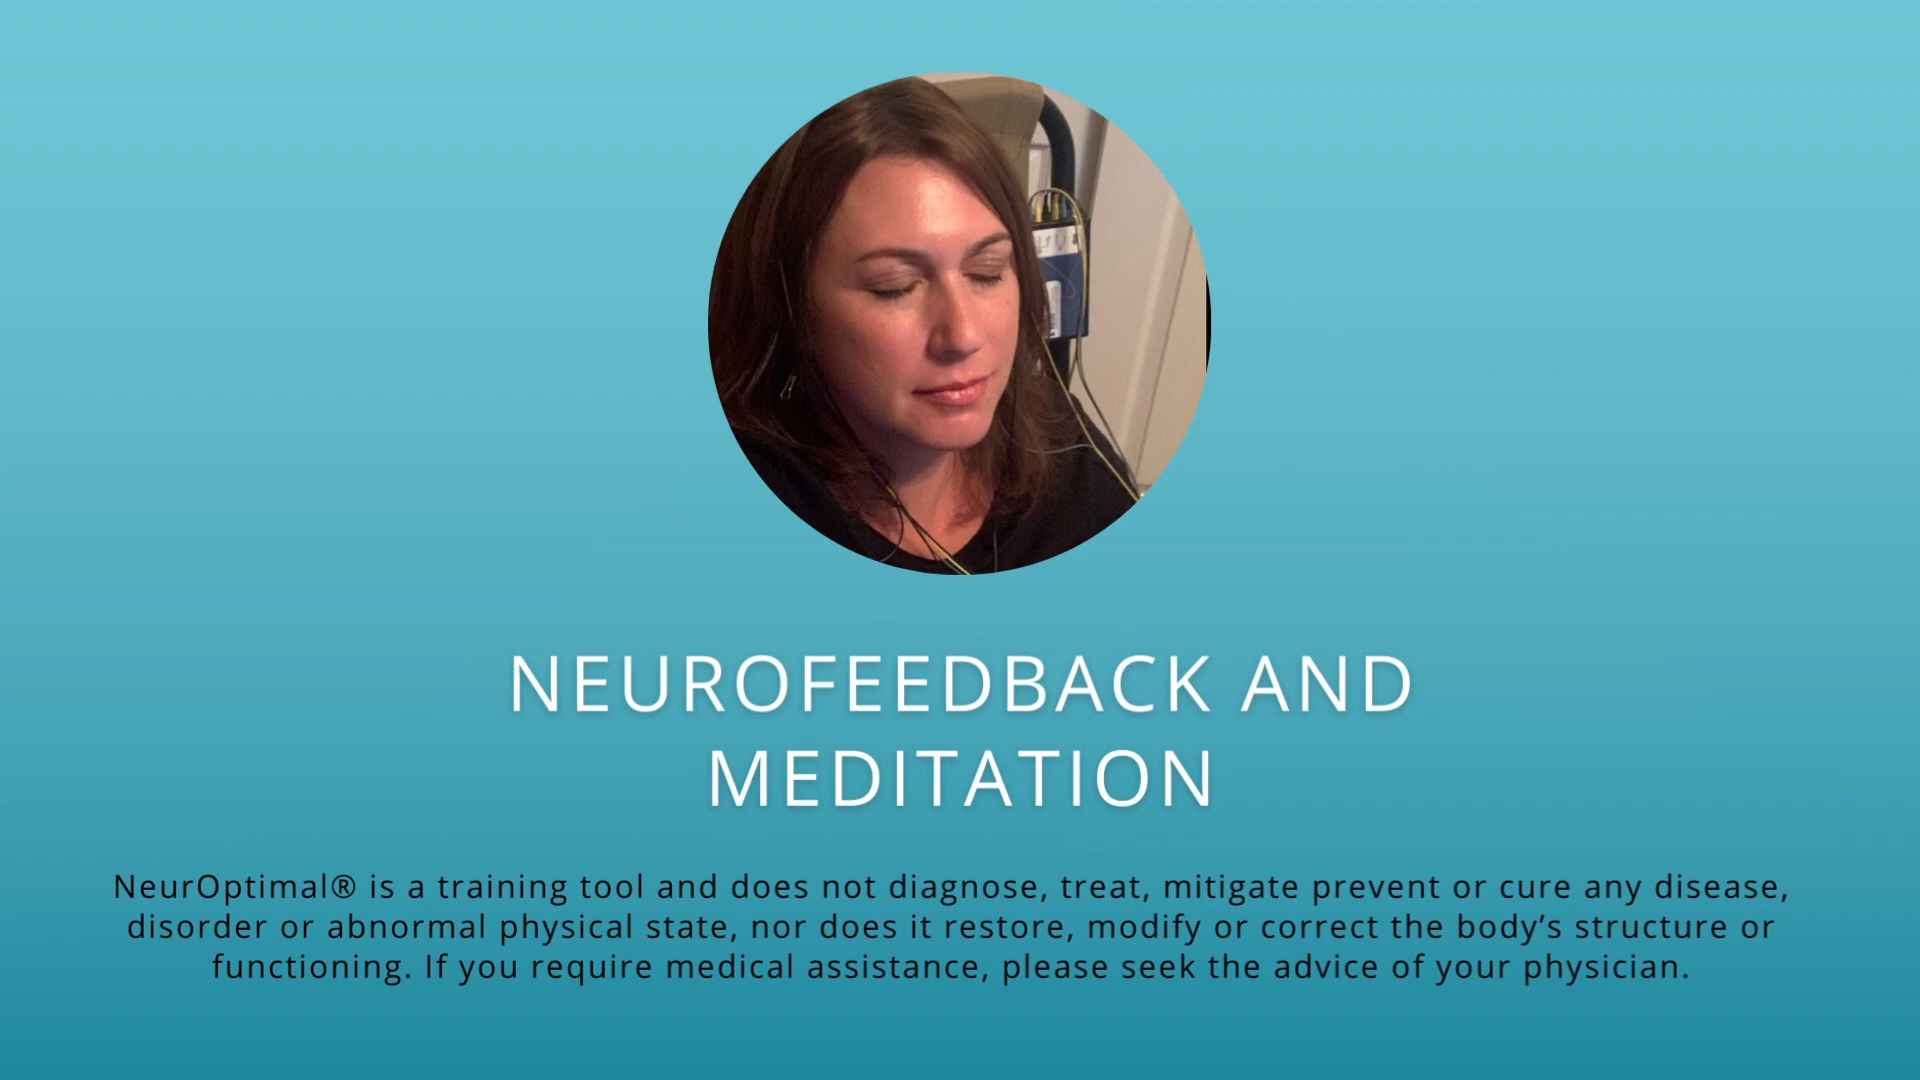 NEUROFEEDBACK AND
MEDITATION
NeurOptimal® is a training tool and does not diagnose, treat, mitigate prevent or cure any disease,
disorder or abnormal physical state, nor does it restore, modify or correct the body’s structure or
functioning. If you require medical assistance, please seek the advice of your physician.